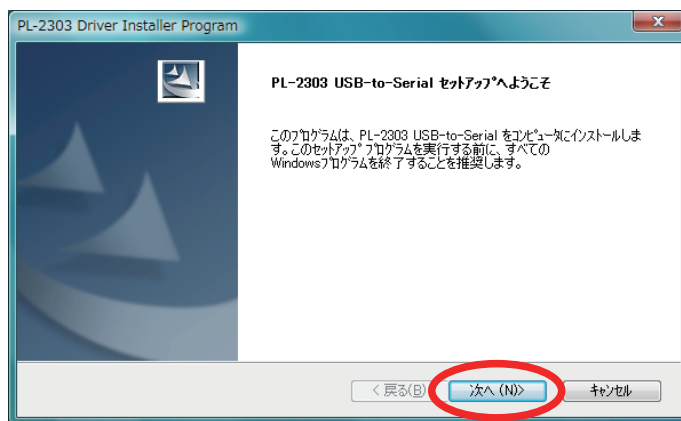 PL-2303 Driver Installer Program
PL-2303 USB-to-Serial ｾｯﾄｱｯﾌﾟへようこそ
このﾌﾟﾛｸﾞﾗﾑは、PL-2303 USB-to-Serial をｺﾝﾋﾟｭｰﾀにｲﾝｽﾄｰﾙしま
す。このｾｯﾄｱｯﾌﾟ ﾌﾟﾛｸﾞﾗﾑを実行する前に、すべての
Windowsﾌﾟﾛｸﾞﾗﾑを終了することを推奨します。
< 戻る(B)
次へ (N)>
ｷｬﾝｾﾙ